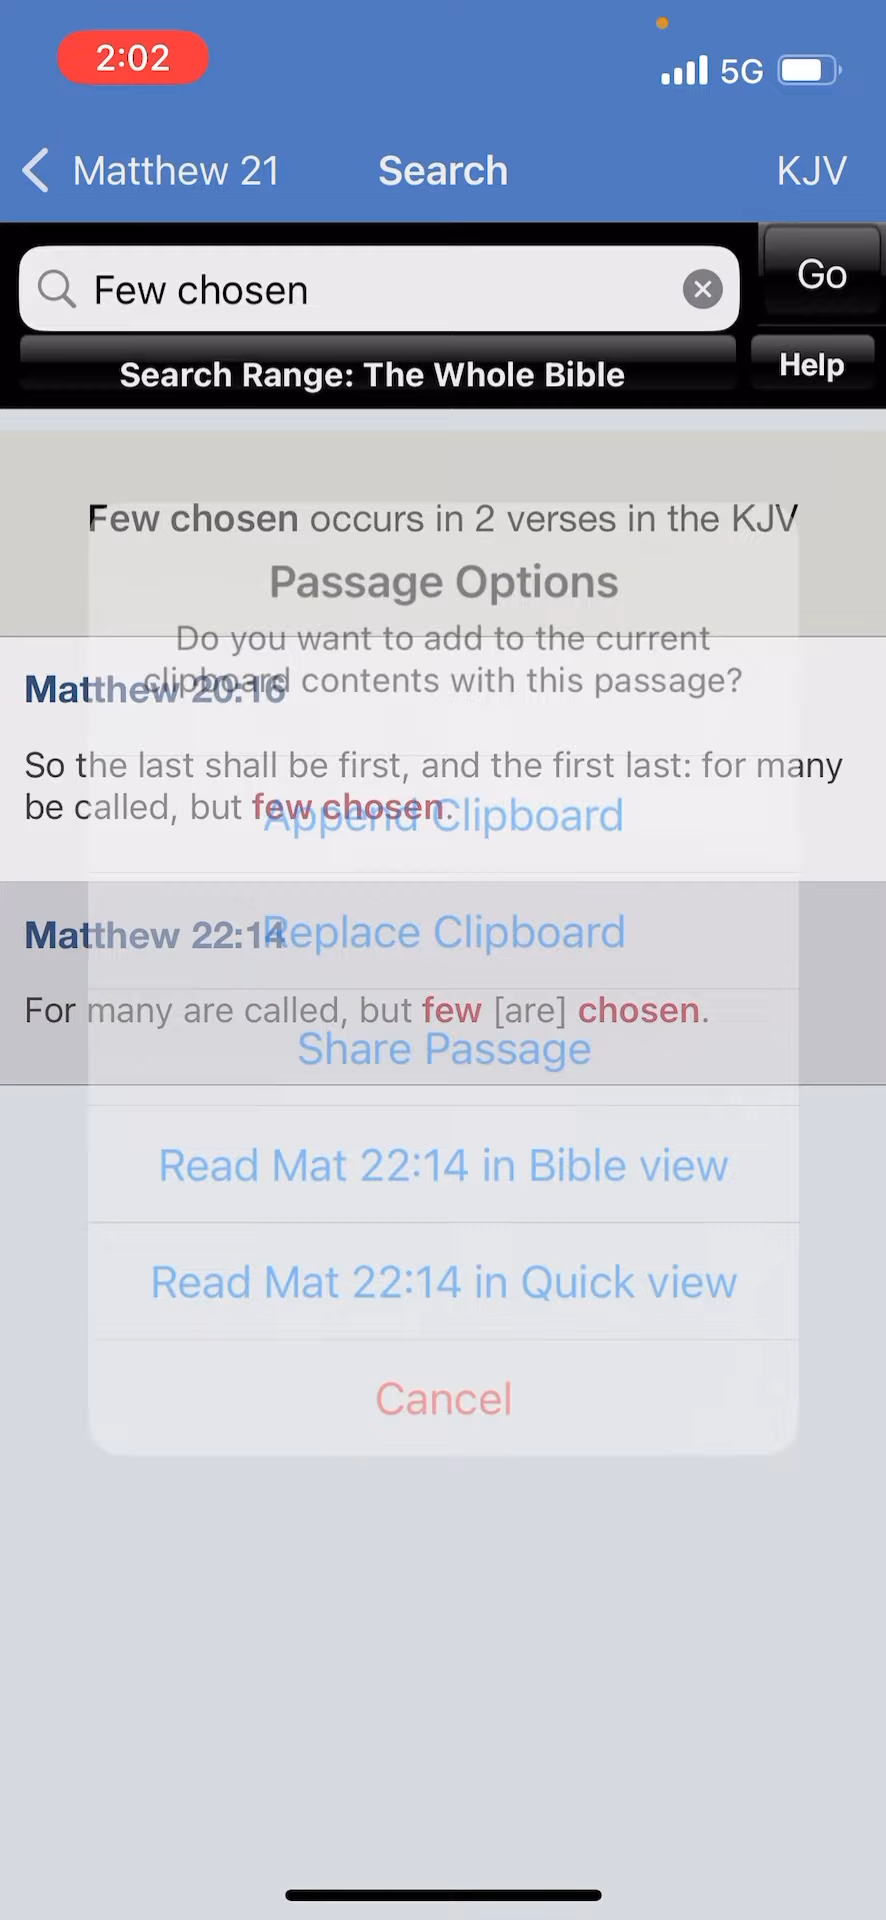 2:02
5G
Matthew 21 Search KJV
Few chosen
Go
Search Range: The Whole Bible
Help
Few chosen occurs in 2 verses in the KJV
Passage Options
Do you want to add to the current
clipboard contents with this passage?
Matthew 20:16
So the last shall be first, and the first last: for many
be called, but few chosen.
Append Clipboard
Matthew 22:14
Replace Clipboard
For many are called, but few [are] chosen.
Share Passage
Read Mat 22:14 in Bible view
Read Mat 22:14 in Quick view
Cancel